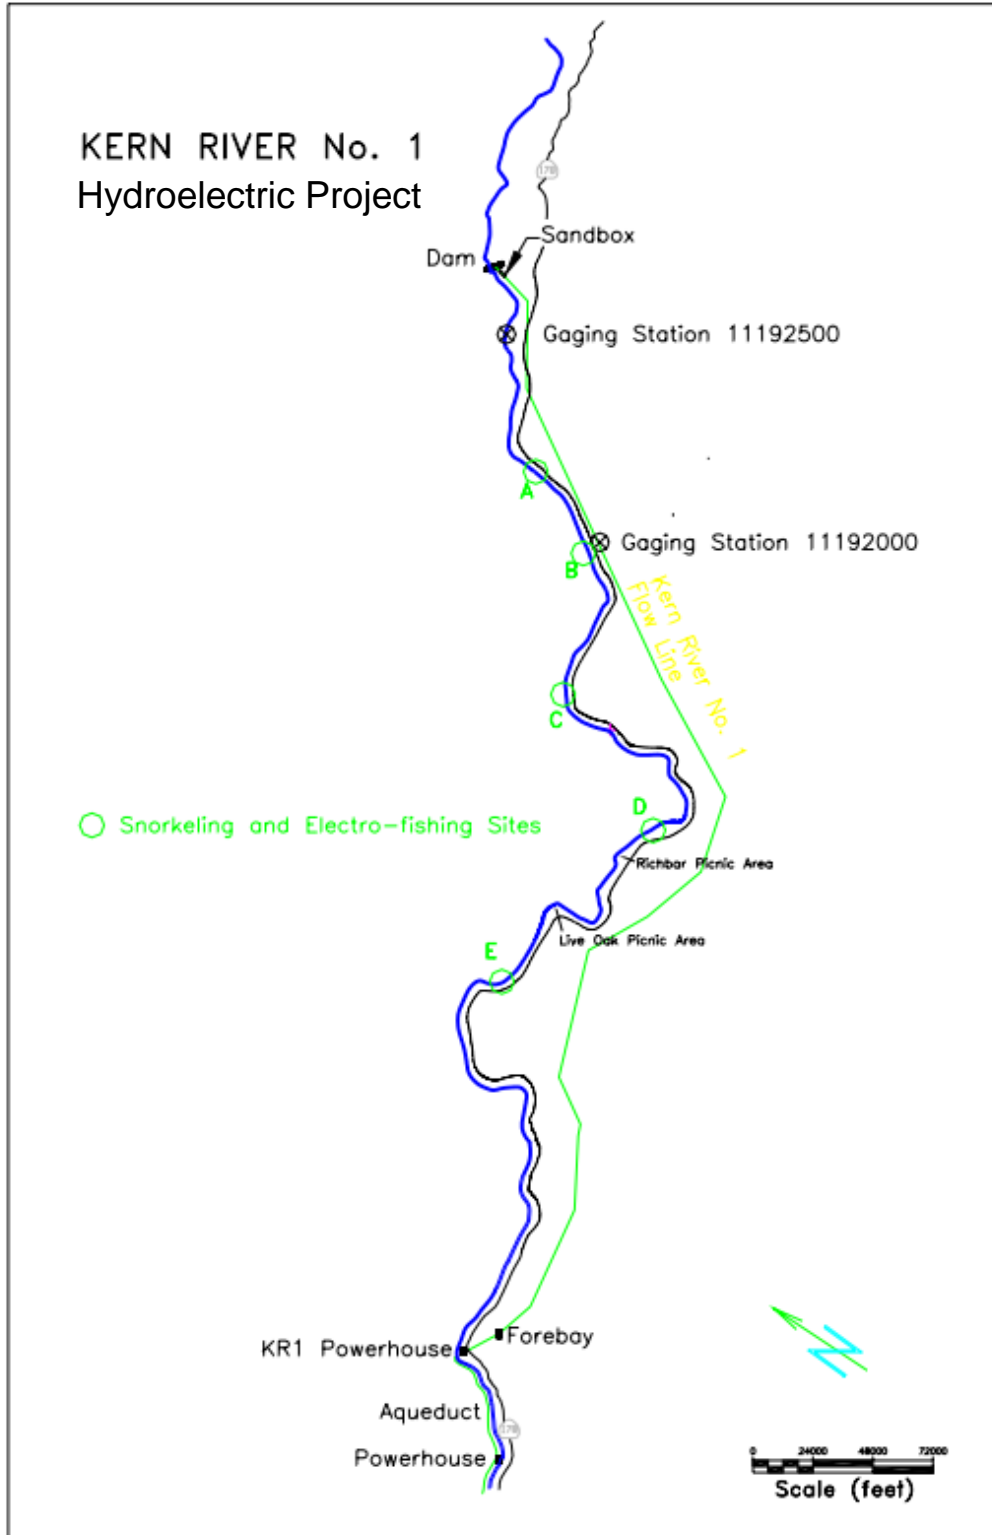 KERN RIVER No. 1
Hydroelectric Project
178
Sandbox
Dam
Gaging Station 11192500
A
Gaging Station 11192000
B
Kern River No. 1
Flow Line
C
D
Snorkeling and Electro-fishing Sites
Richbar Picnic Area
Live Oak Picnic Area
E
Forebay
KR1 Powerhouse
N
Aqueduct
178
Powerhouse
0 24000 48000 72000
Scale (feet)